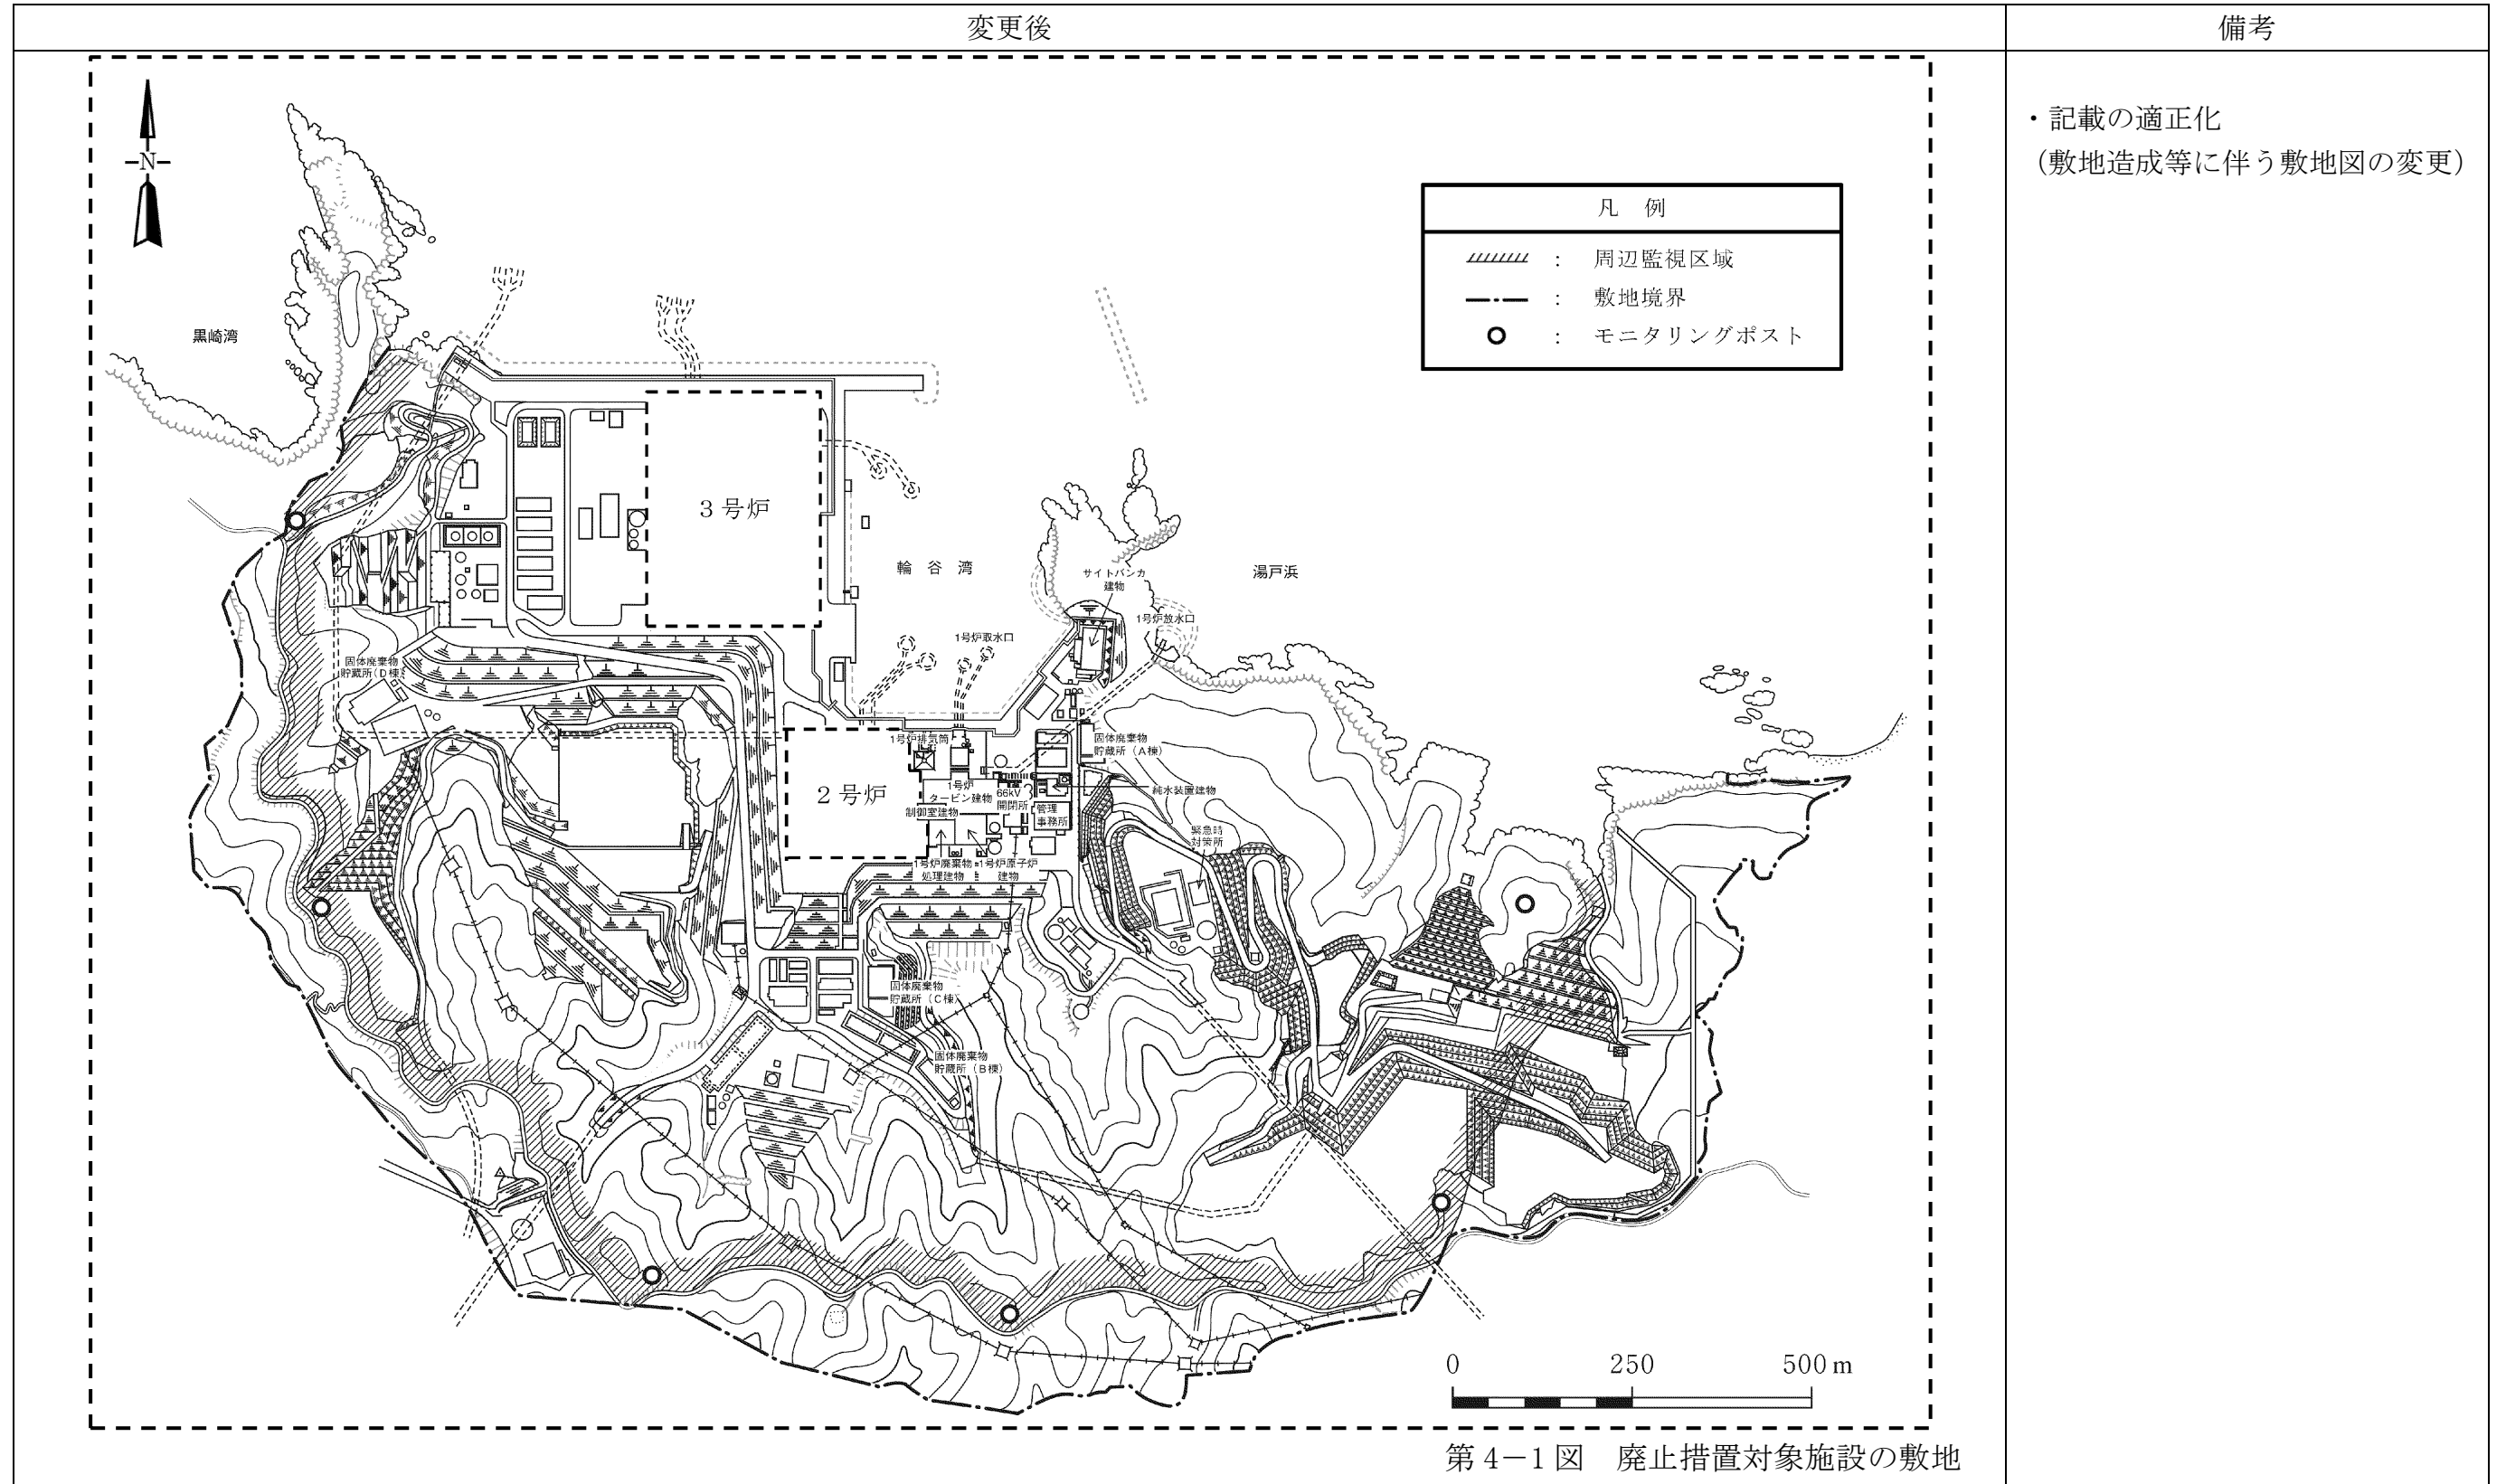 変更後
備考
・記載の適正化
（敷地造成等に伴う敷地図の変更）
N
凡 例
： 周辺監視区域
： 敷地境界
： モニタリングポスト
黒崎湾
3号炉
輪谷湾
サイトバンカ
建物
湯戸浜
1号炉放水口
1号炉取水口
固体廃棄物
貯蔵所（D棟）
1号炉排気筒
固体廃棄物
貯蔵所（A棟）
2号炉
1号炉
タービン建物
66kV
開閉所
純水装置建物
制御室建物
管理
事務所
緊急時
対策所
1号炉廃棄物
処理建物
1号炉原子炉
建物
固体廃棄物
貯蔵所（C棟）
固体廃棄物
貯蔵所（B棟）
0 250 500m
第4－1図 廃止措置対象施設の敷地